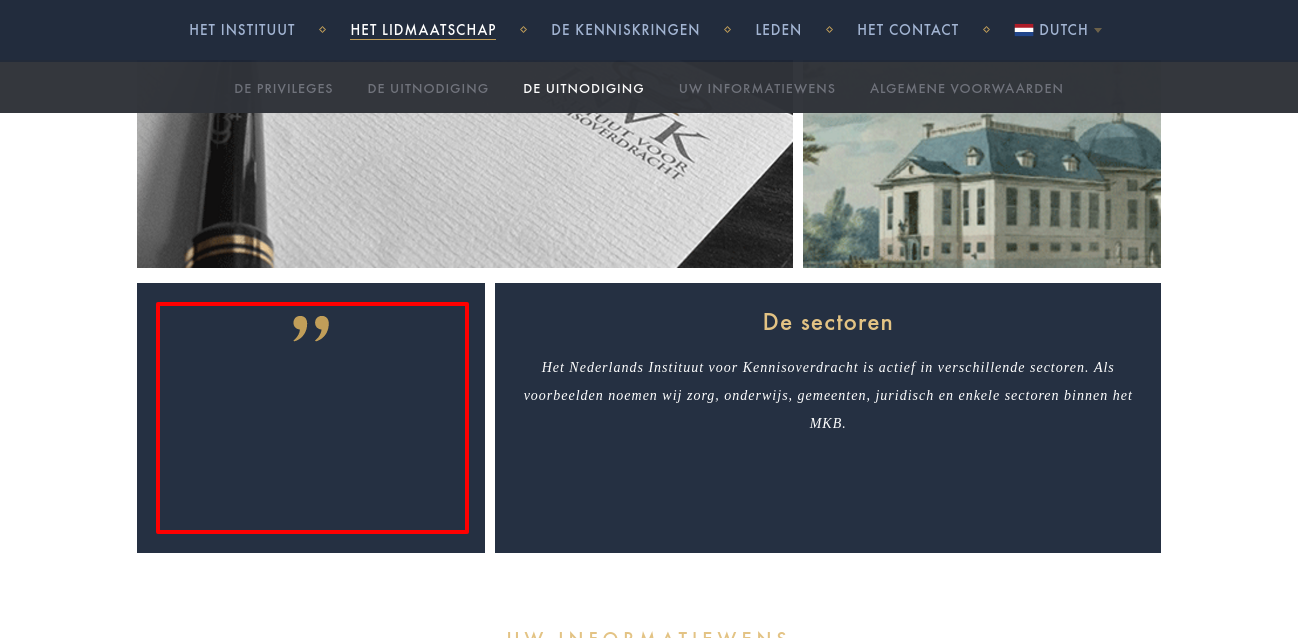 HET INSTITUUT HET LIDMAATSCHAP DE KENNISKRINGEN LEDEN HET CONTACT DUTCH
DE PRIVILEGES DE UITNODIGING DE UITNODIGING UW INFORMATIEWENS ALGEMENE VOORWAARDEN
VK
TUUT VOOR
ISOVERDRACHT
”
De sectoren
Het Nederlands Instituut voor Kennisoverdracht is actief in verschillende sectoren. Als
voorbeelden noemen wij zorg, onderwijs, gemeenten, juridisch en enkele sectoren binnen het
MKB.
UW INFORMATIEWENS